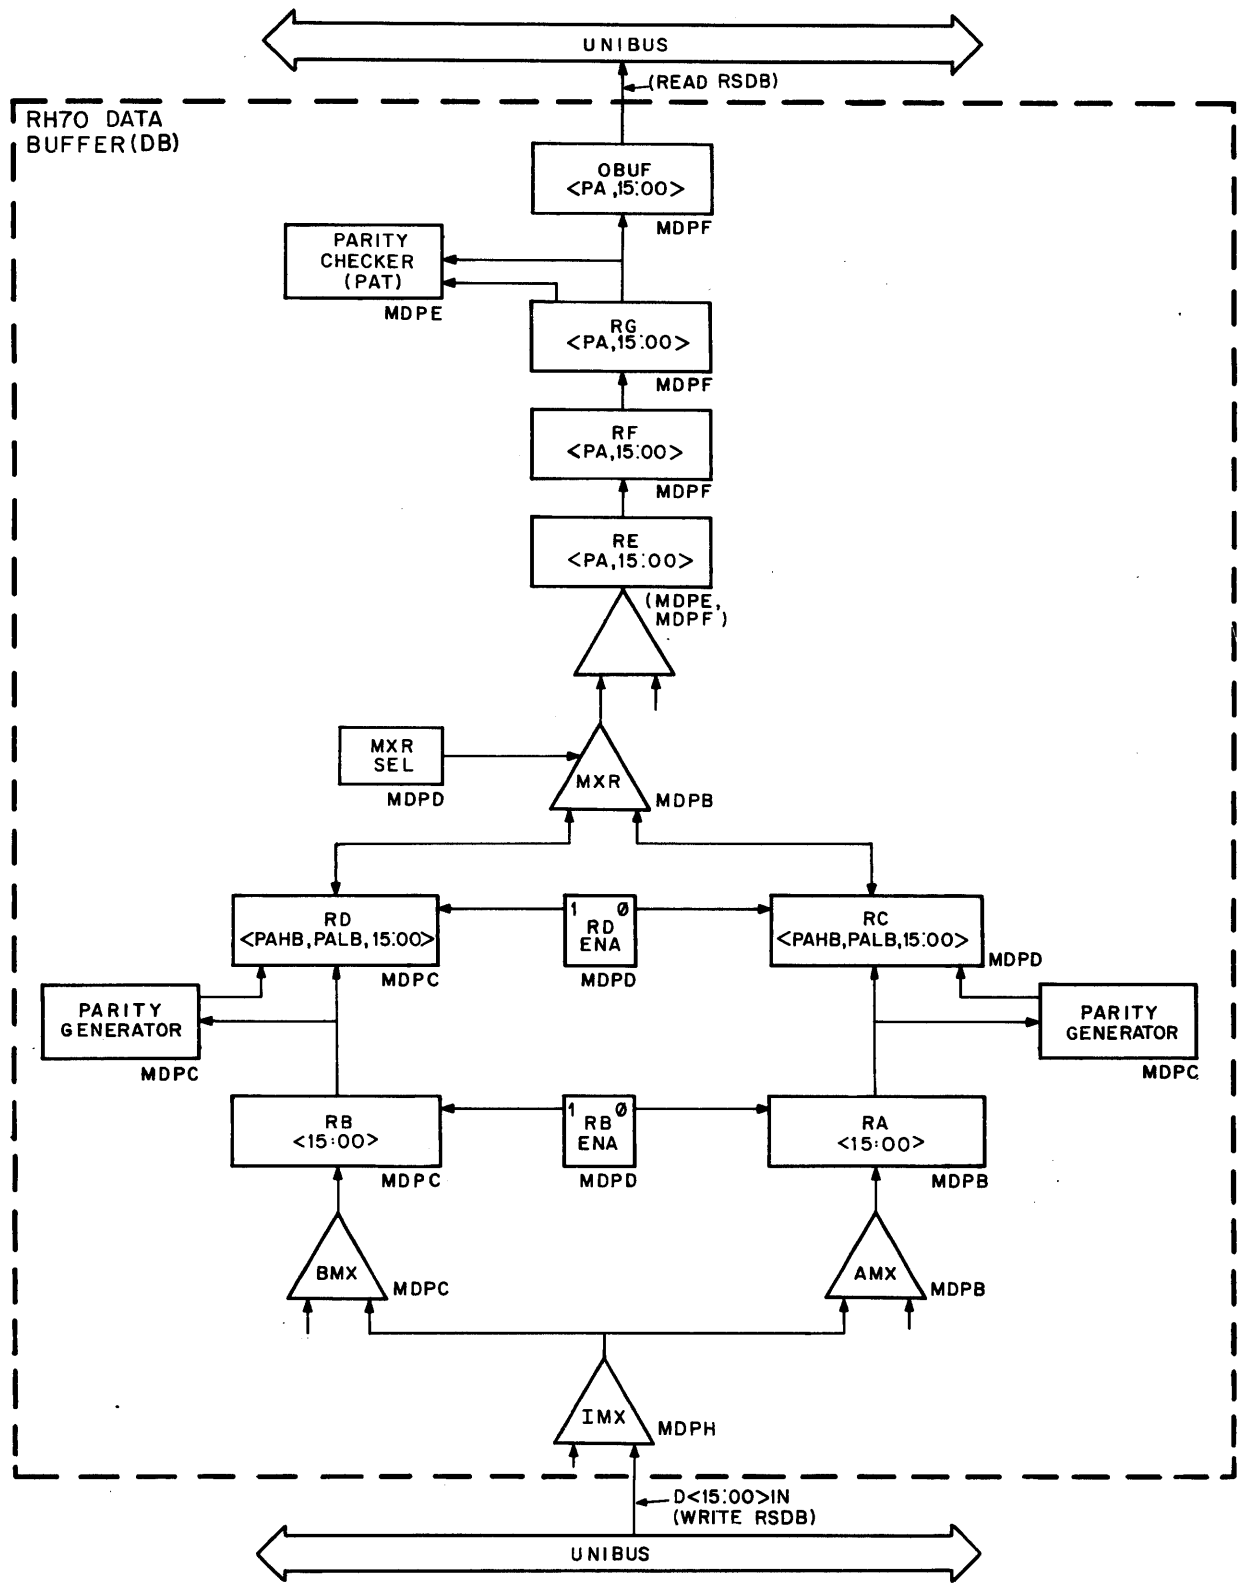 UNIBUS
(READ RSDB)
RH70 DATA
BUFFER(DB)
OBUF
<PA,15:00>
MDPF
PARITY
CHECKER
(PAT)
MDPE
RG
<PA,15:00>
MDPF
RF
<PA,15:00>
MDPF
RE
<PA,15:00>
(MDPE,
MDPF)
MXR
SEL
MDPD
MXR
MDPB
RD
<PAHB,PALB,15:00>
MDPC
1 Ø
RD
ENA
MDPD
RC
<PAHB,PALB,15:00>
MDPD
PARITY
GENERATOR
MDPC
PARITY
GENERATOR
MDPC
RB
<15:00>
MDPC
1 Ø
RB
ENA
MDPD
RA
<15:00>
MDPB
BMX
MDPC
AMX
MDPB
IMX
MDPH
D<15:00>IN
(WRITE RSDB)
UNIBUS